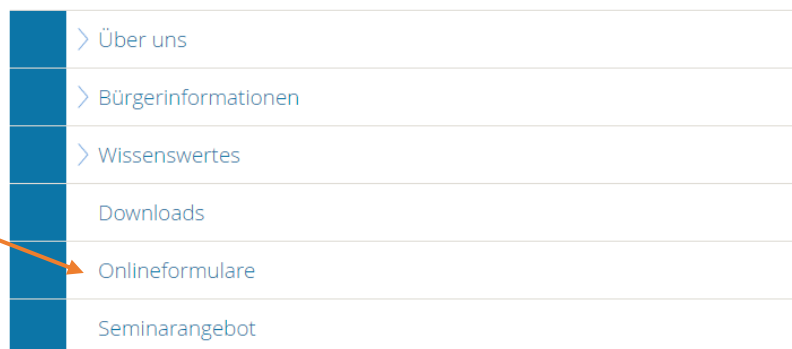 Über uns
Bürgerinformationen
Wissenswertes
Downloads
Onlineformulare
Seminarangebot